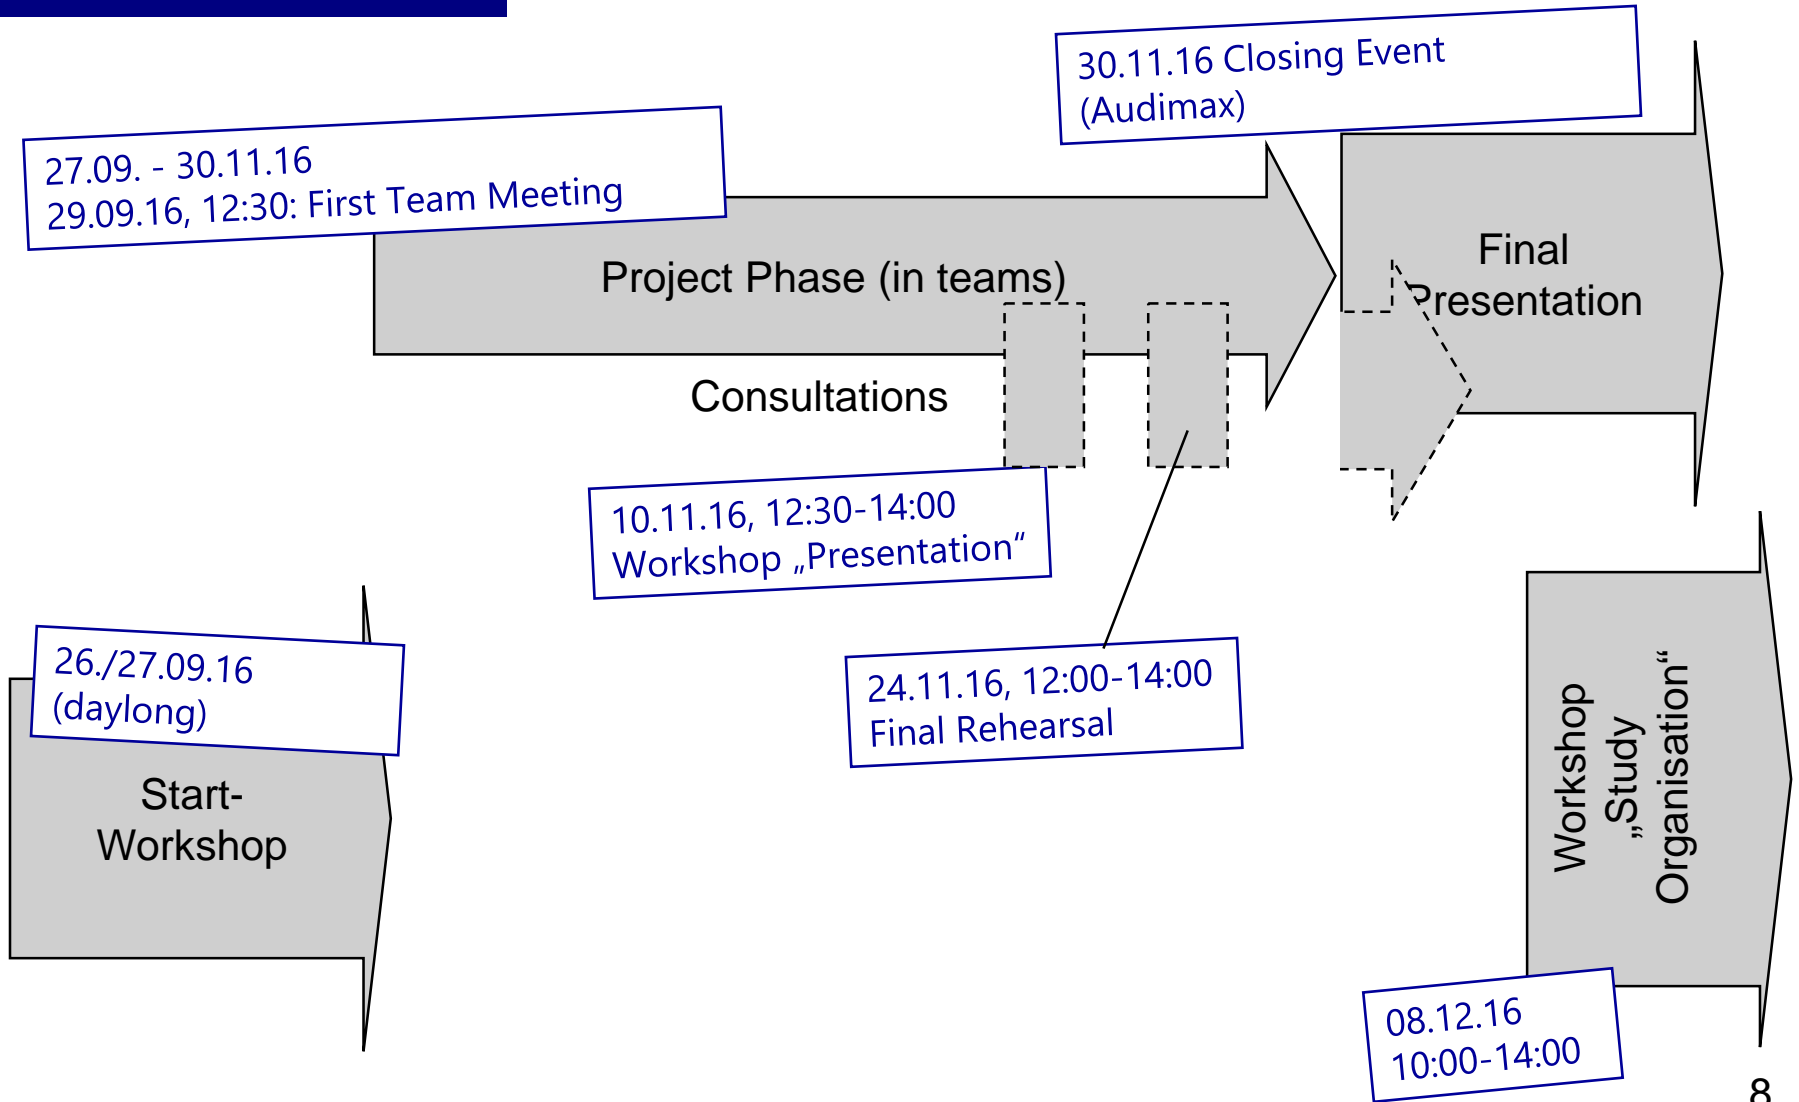 30.11.16 Closing Event
(Audimax)
27.09. - 30.11.16
29.09.16, 12:30: First Team Meeting
Project Phase (in teams)
Final
Presentation
Consultations
10.11.16, 12:30-14:00
Workshop „Presentation“
26./27.09.16
(daylong)
24.11.16, 12:00-14:00
Final Rehearsal
Start-
Workshop
Workshop
„Study
Organisation“
08.12.16
10:00-14:00
8